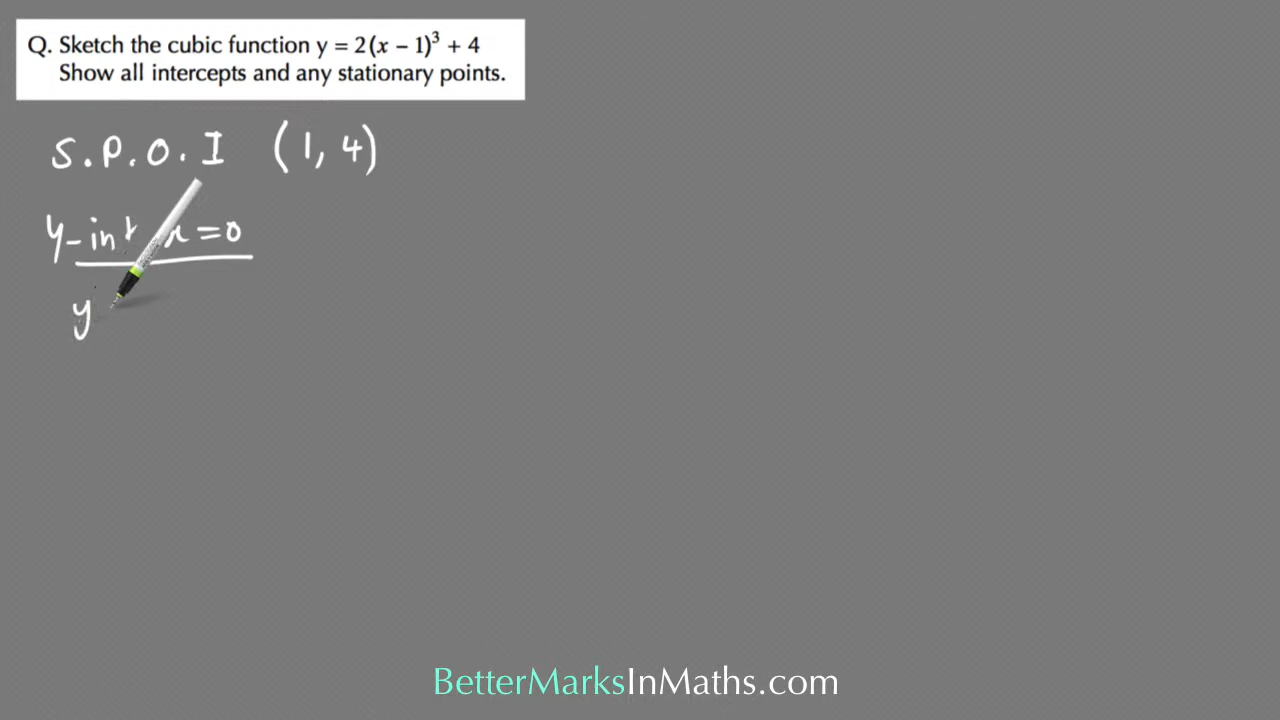 Q. Sketch the cubic function y = 2(x − 1)³ + 4
Show all intercepts and any stationary points.
S.P.O.I (1, 4)
y-int x=0
y
BetterMarksInMaths.com